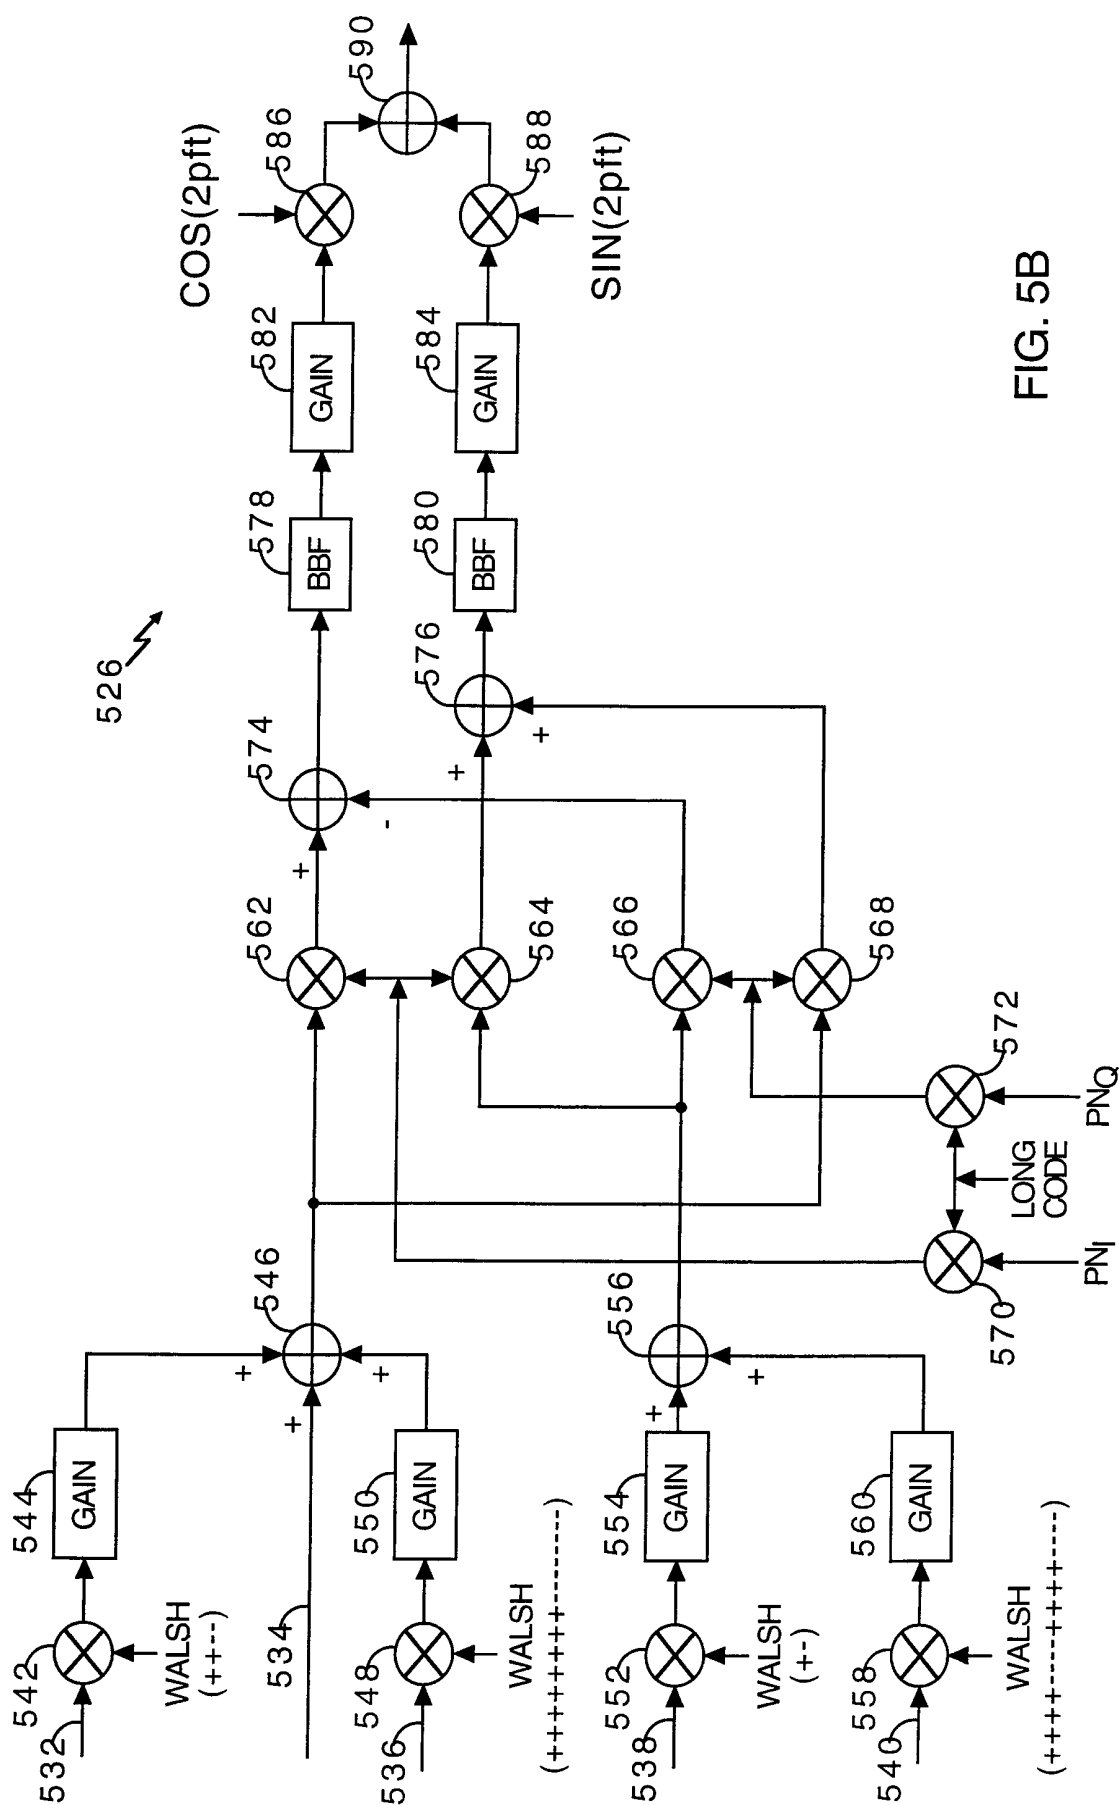 526
532
542
544
GAIN
WALSH
(++--)
534
546
+
+
+
536
548
550
GAIN
WALSH
(++++++++--------)
538
552
554
GAIN
WALSH
(+-)
556
+
+
540
558
560
GAIN
WALSH
(++++----++++----)
562
564
566
568
570
572
PNI
LONG
CODE
PNQ
574
+
-
576
+
+
578
BBF
580
BBF
582
GAIN
584
GAIN
COS(2pft)
586
SIN(2pft)
588
590
FIG. 5B